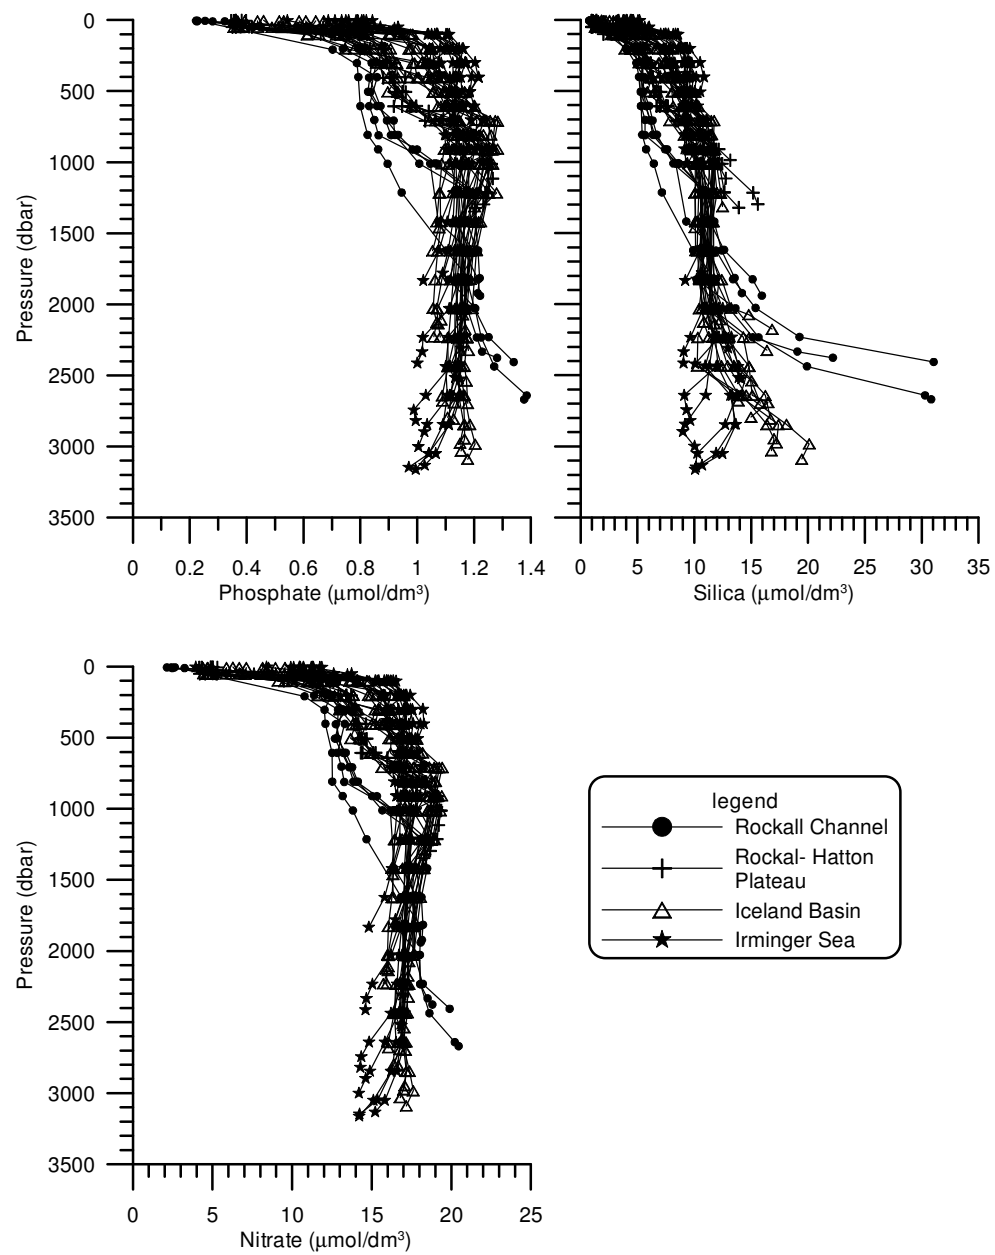 0
500
1000
1500
2000
2500
3000
3500
Pressure (dbar)
0 0.2 0.4 0.6 0.8 1 1.2 1.4
Phosphate (μmol/dm³)
0 5 10 15 20 25 30 35
Silica (μmol/dm³)
0
500
1000
1500
2000
2500
3000
3500
Pressure (dbar)
0 5 10 15 20 25
Nitrate (μmol/dm³)
legend
Rockall Channel
Rockal- Hatton
Plateau
Iceland Basin
Irminger Sea